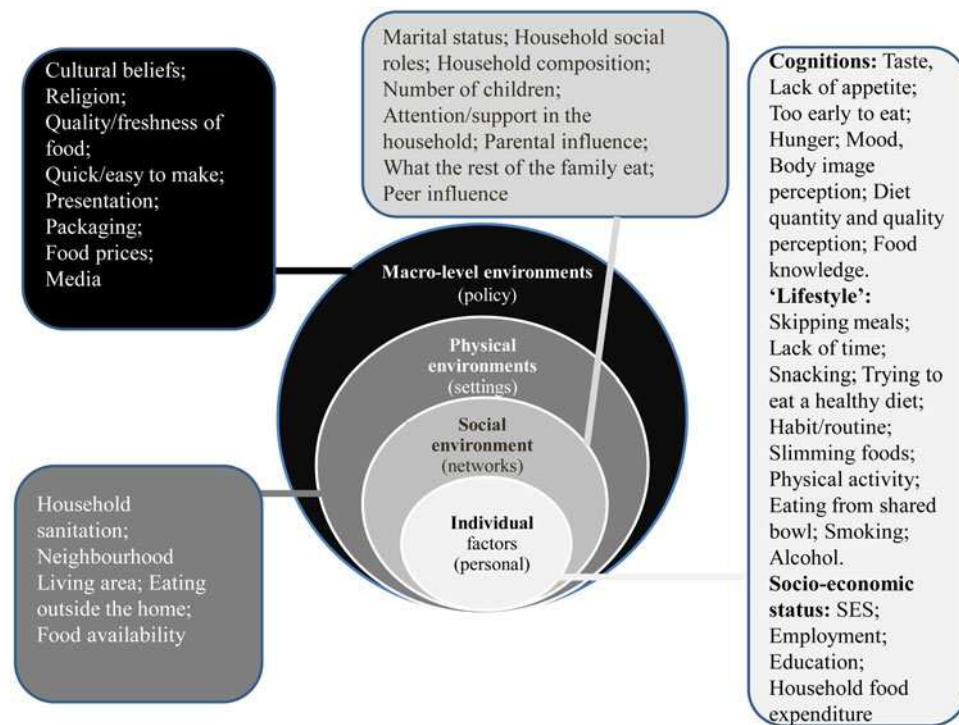 Cultural beliefs;
Religion;
Quality/freshness of
food;
Quick/easy to make;
Presentation;
Packaging;
Food prices;
Media
Marital status; Household social
roles; Household composition;
Number of children;
Attention/support in the
household; Parental influence;
What the rest of the family eat;
Peer influence
Cognitions: Taste,
Lack of appetite;
Too early to eat;
Hunger; Mood,
Body image
perception; Diet
quantity and quality
perception; Food
knowledge.
‘Lifestyle’:
Skipping meals;
Lack of time;
Snacking; Trying to
eat a healthy diet;
Habit/routine;
Slimming foods;
Physical activity;
Eating from shared
bowl; Smoking;
Alcohol.
Socio-economic
status: SES;
Employment;
Education;
Household food
expenditure
Macro-level environments
(policy)
Physical
environments
(settings)
Social
environment
(networks)
Individual
factors
(personal)
Household
sanitation;
Neighbourhood
Living area; Eating
outside the home;
Food availability